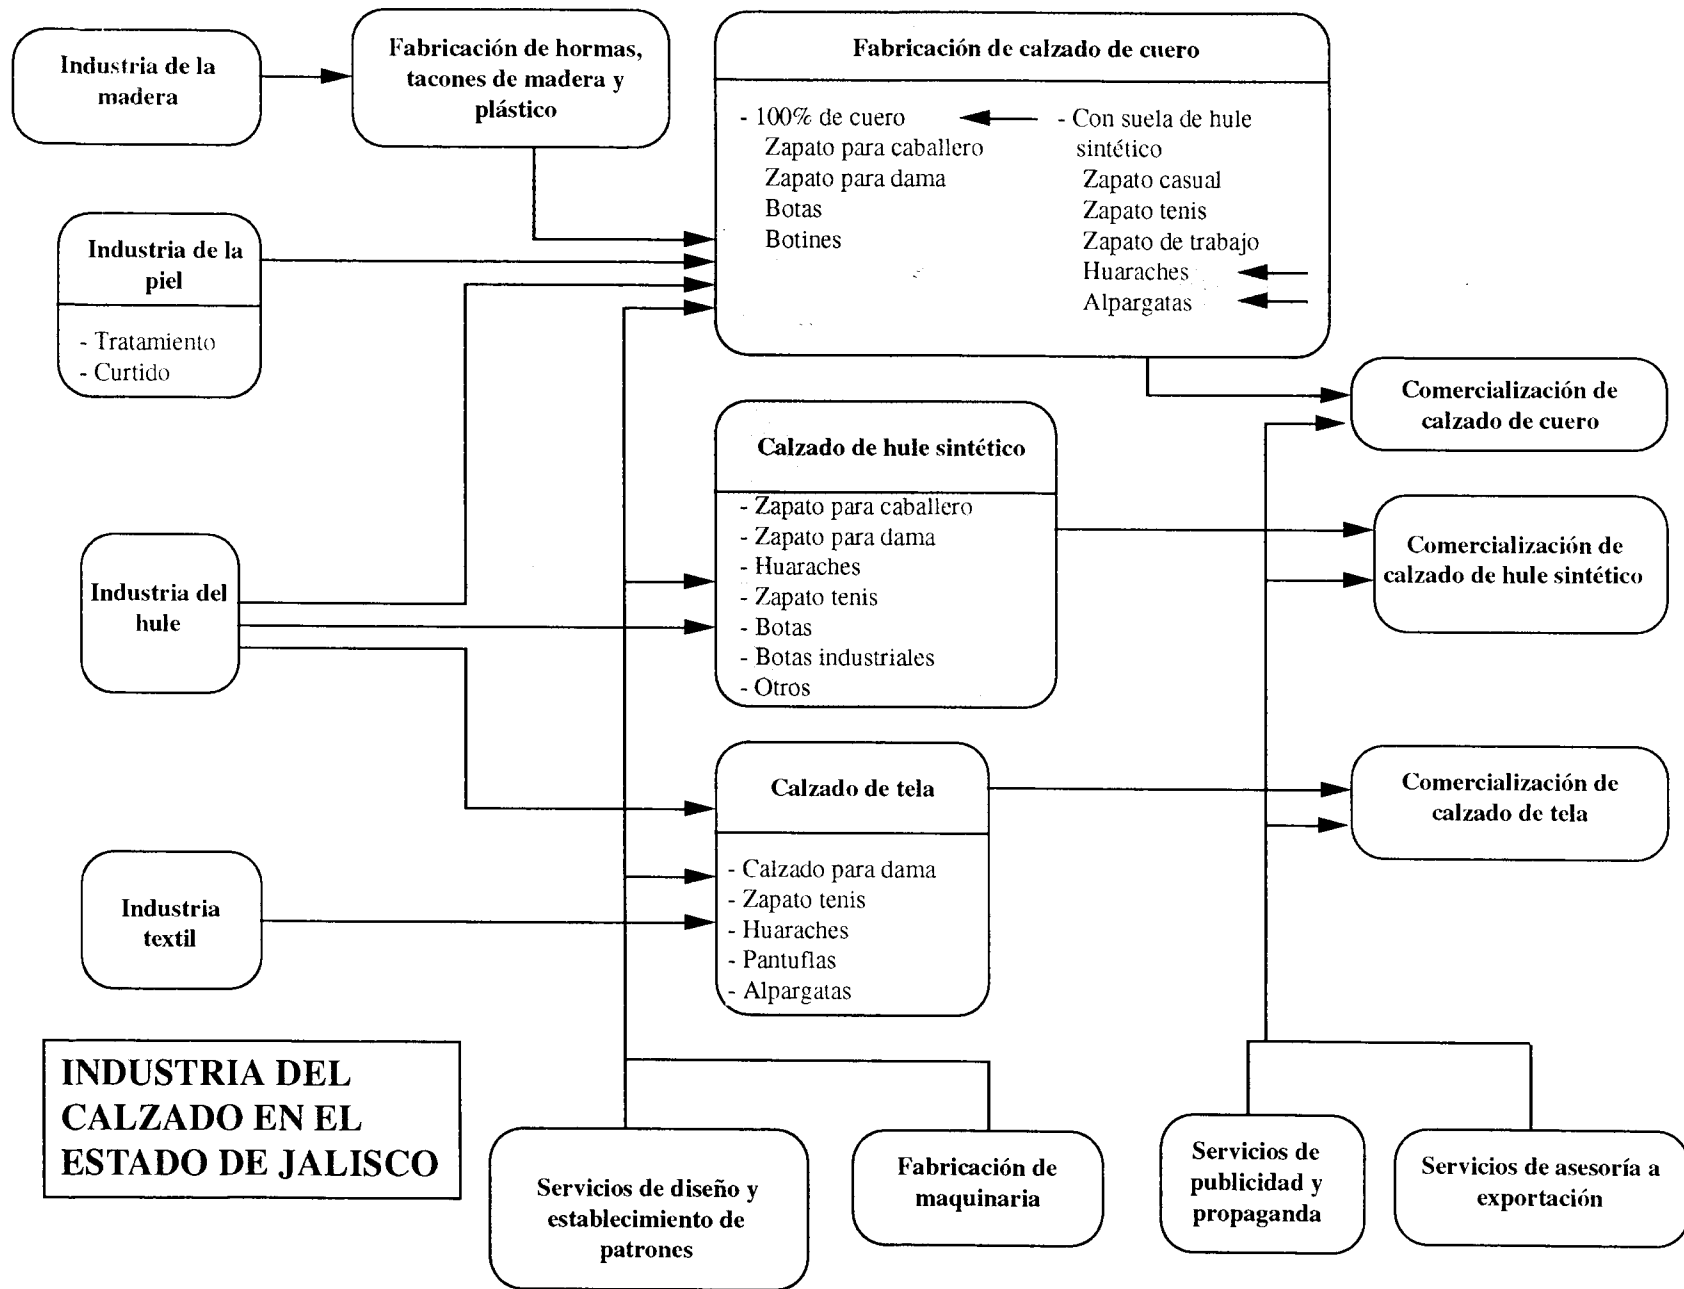 Industria de la
madera
Fabricación de hormas,
tacones de madera y
plástico
Fabricación de calzado de cuero
- 100% de cuero
Zapato para caballero
Zapato para dama
Botas
Botines
- Con suela de hule
sintético
Zapato casual
Zapato tenis
Zapato de trabajo
Huaraches
Alpargatas
Industria de la
piel
- Tratamiento
- Curtido
Comercialización de
calzado de cuero
Calzado de hule sintético
- Zapato para caballero
- Zapato para dama
- Huaraches
- Zapato tenis
- Botas
- Botas industriales
- Otros
Comercialización de
calzado de hule sintético
Industria del
hule
Calzado de tela
- Calzado para dama
- Zapato tenis
- Huaraches
- Pantuflas
- Alpargatas
Comercialización de
calzado de tela
Industria
textil
INDUSTRIA DEL
CALZADO EN EL
ESTADO DE JALISCO
Servicios de diseño y
establecimiento de
patrones
Fabricación de
maquinaria
Servicios de
publicidad y
propaganda
Servicios de asesoría a
exportación